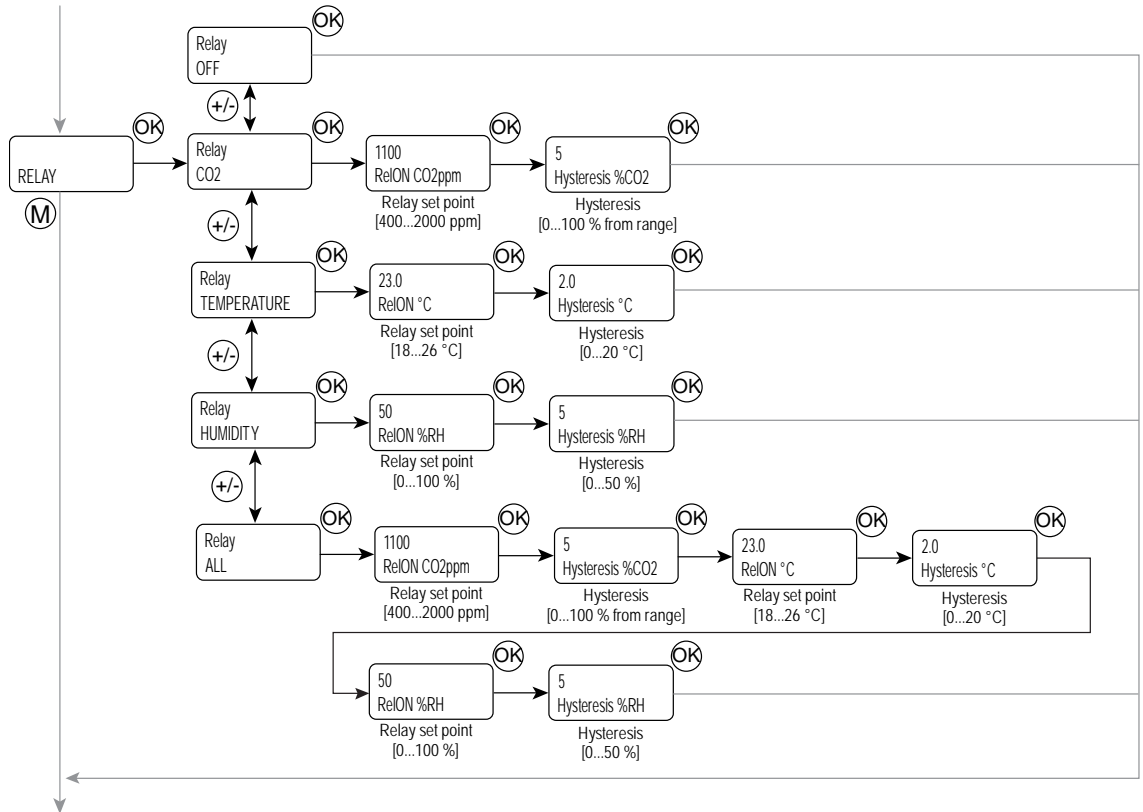 OK
Relay
OFF
+/-
OK
OK
OK
OK
RELAY
Relay
CO2
1100
RelON CO2ppm
5
Hysteresis %CO2
M
Relay set point
[400...2000 ppm]
Hysteresis
[0...100 % from range]
+/-
OK
OK
OK
Relay
TEMPERATURE
23.0
RelON °C
2.0
Hysteresis °C
Relay set point
[18...26 °C]
Hysteresis
[0...20 °C]
+/-
OK
OK
OK
Relay
HUMIDITY
50
RelON %RH
5
Hysteresis %RH
Relay set point
[0...100 %]
Hysteresis
[0...50 %]
+/-
OK
OK
OK
OK
OK
Relay
ALL
1100
RelON CO2ppm
5
Hysteresis %CO2
23.0
RelON °C
2.0
Hysteresis °C
Relay set point
[400...2000 ppm]
Hysteresis
[0...100 % from range]
Relay set point
[18...26 °C]
Hysteresis
[0...20 °C]
OK
OK
50
RelON %RH
5
Hysteresis %RH
Relay set point
[0...100 %]
Hysteresis
[0...50 %]